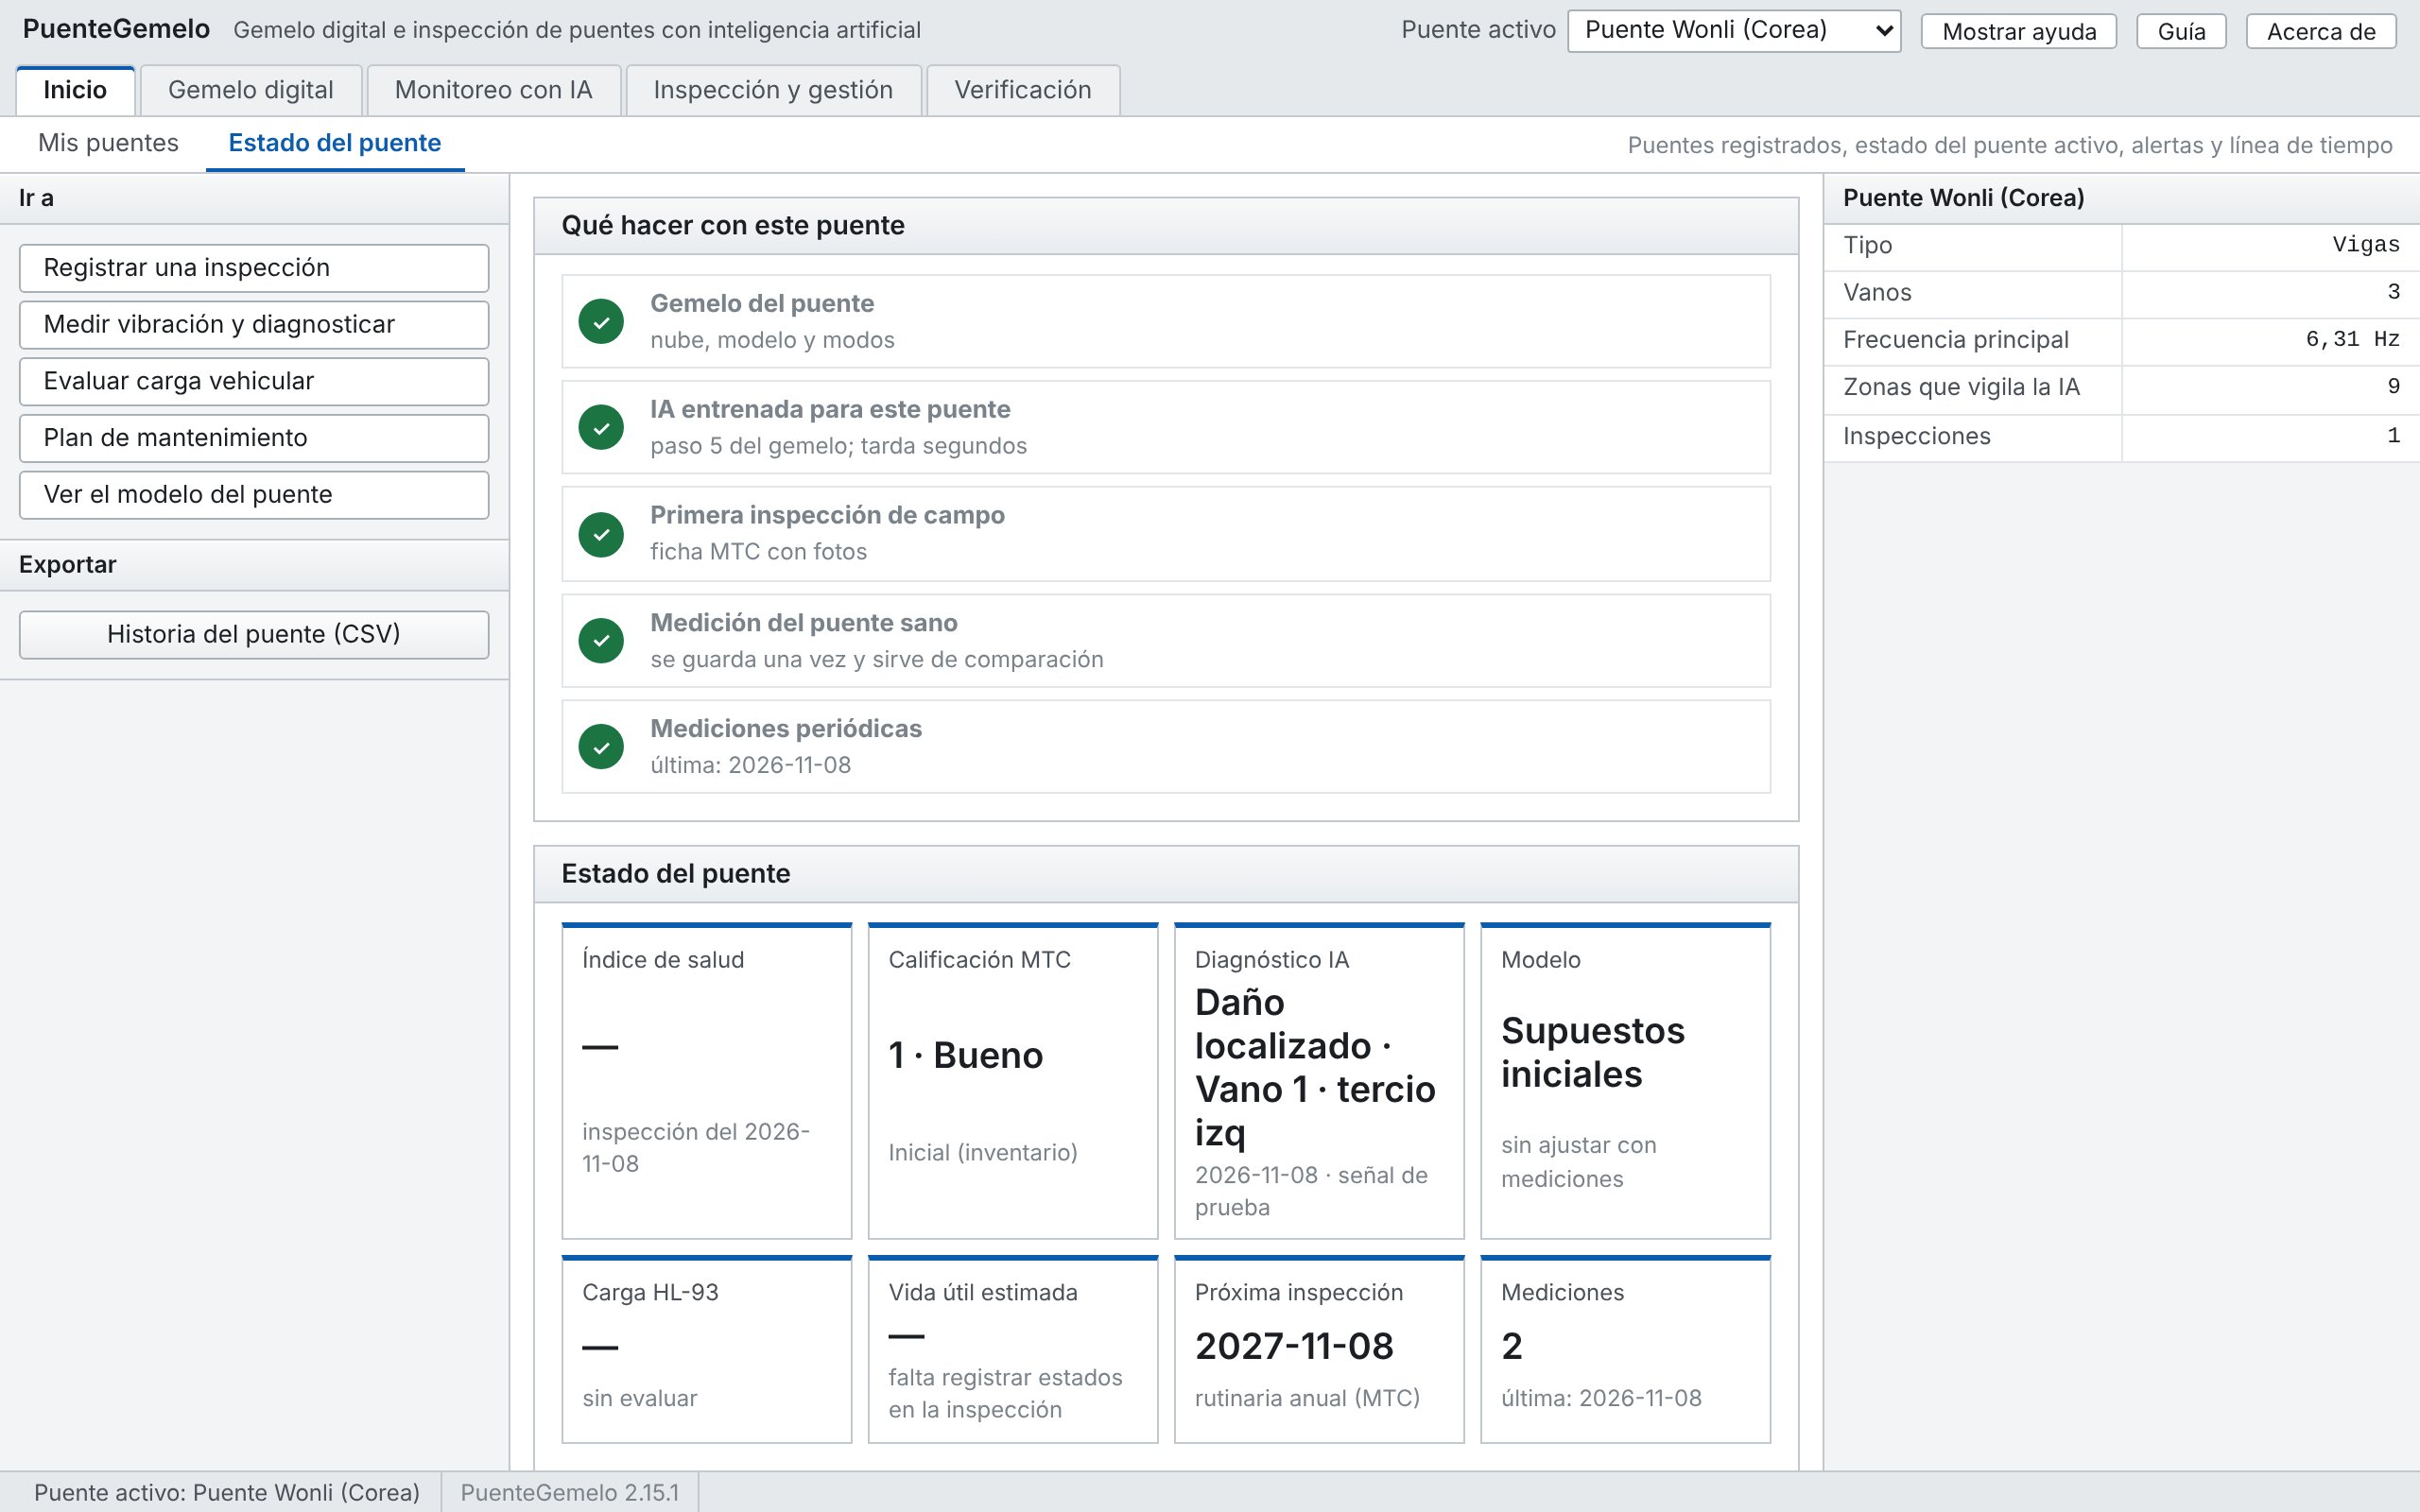 PuenteGemelo Gemelo digital e inspección de puentes con inteligencia artificial
Puente activo Puente Wonli (Corea) Mostrar ayuda Guía Acerca de
Inicio Gemelo digital Monitoreo con IA Inspección y gestión Verificación
Mis puentes Estado del puente
Puentes registrados, estado del puente activo, alertas y línea de tiempo
Ir a
Registrar una inspección
Medir vibración y diagnosticar
Evaluar carga vehicular
Plan de mantenimiento
Ver el modelo del puente
Exportar
Historia del puente (CSV)
Qué hacer con este puente
Gemelo del puente
nube, modelo y modos
IA entrenada para este puente
paso 5 del gemelo; tarda segundos
Primera inspección de campo
ficha MTC con fotos
Medición del puente sano
se guarda una vez y sirve de comparación
Mediciones periódicas
última: 2026-11-08
Estado del puente
Índice de salud
—
inspección del 2026-
11-08
Calificación MTC
1 · Bueno
Inicial (inventario)
Diagnóstico IA
Daño
localizado ·
Vano 1 · tercio
izq
2026-11-08 · señal de
prueba
Modelo
Supuestos
iniciales
sin ajustar con
mediciones
Carga HL-93
—
sin evaluar
Vida útil estimada
—
falta registrar estados
en la inspección
Próxima inspección
2027-11-08
rutinaria anual (MTC)
Mediciones
2
última: 2026-11-08
Puente Wonli (Corea)
Tipo Vigas
Vanos 3
Frecuencia principal 6,31 Hz
Zonas que vigila la IA 9
Inspecciones 1
Puente activo: Puente Wonli (Corea) PuenteGemelo 2.15.1